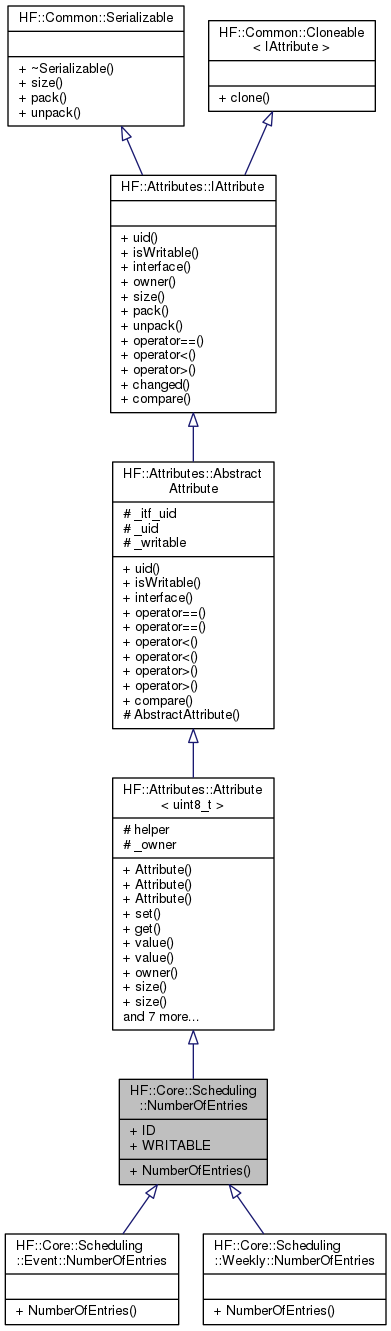 HF::Common::Serializable
+ ~Serializable()
+ size()
+ pack()
+ unpack()
HF::Common::Cloneable
< IAttribute >
+ clone()
HF::Attributes::IAttribute
+ uid()
+ isWritable()
+ interface()
+ owner()
+ size()
+ pack()
+ unpack()
+ operator==()
+ operator<()
+ operator>()
+ changed()
+ compare()
HF::Attributes::Abstract
Attribute
# _itf_uid
# _uid
# _writable
+ uid()
+ isWritable()
+ interface()
+ operator==()
+ operator==()
+ operator<()
+ operator<()
+ operator>()
+ operator>()
+ compare()
# AbstractAttribute()
HF::Attributes::Attribute
< uint8_t >
# helper
# _owner
+ Attribute()
+ Attribute()
+ Attribute()
+ set()
+ get()
+ value()
+ value()
+ owner()
+ size()
+ size()
and 7 more...
HF::Core::Scheduling
::NumberOfEntries
+ ID
+ WRITABLE
+ NumberOfEntries()
HF::Core::Scheduling
::Event::NumberOfEntries
+ NumberOfEntries()
HF::Core::Scheduling
::Weekly::NumberOfEntries
+ NumberOfEntries()